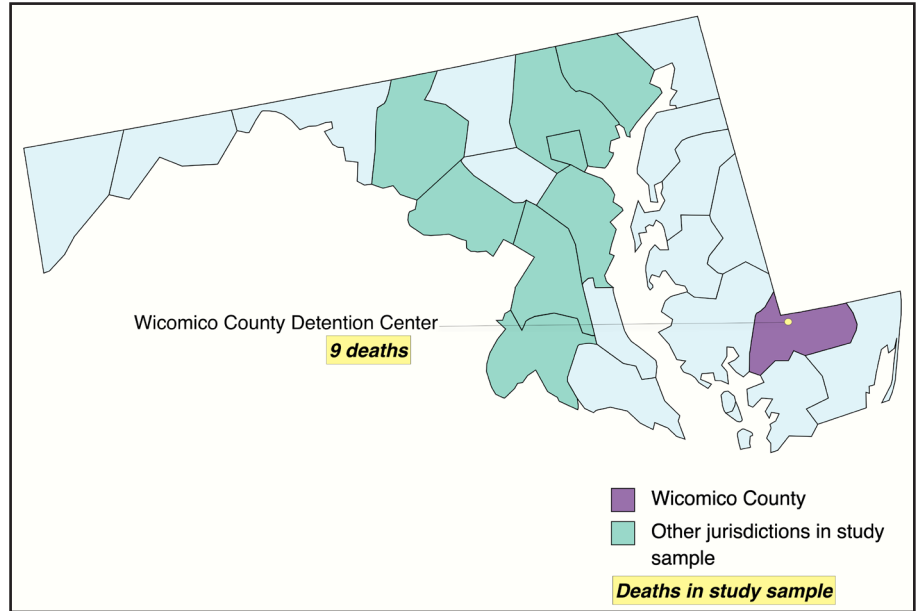 Wicomico County Detention Center
9 deaths
Wicomico County
Other jurisdictions in study
sample
Deaths in study sample